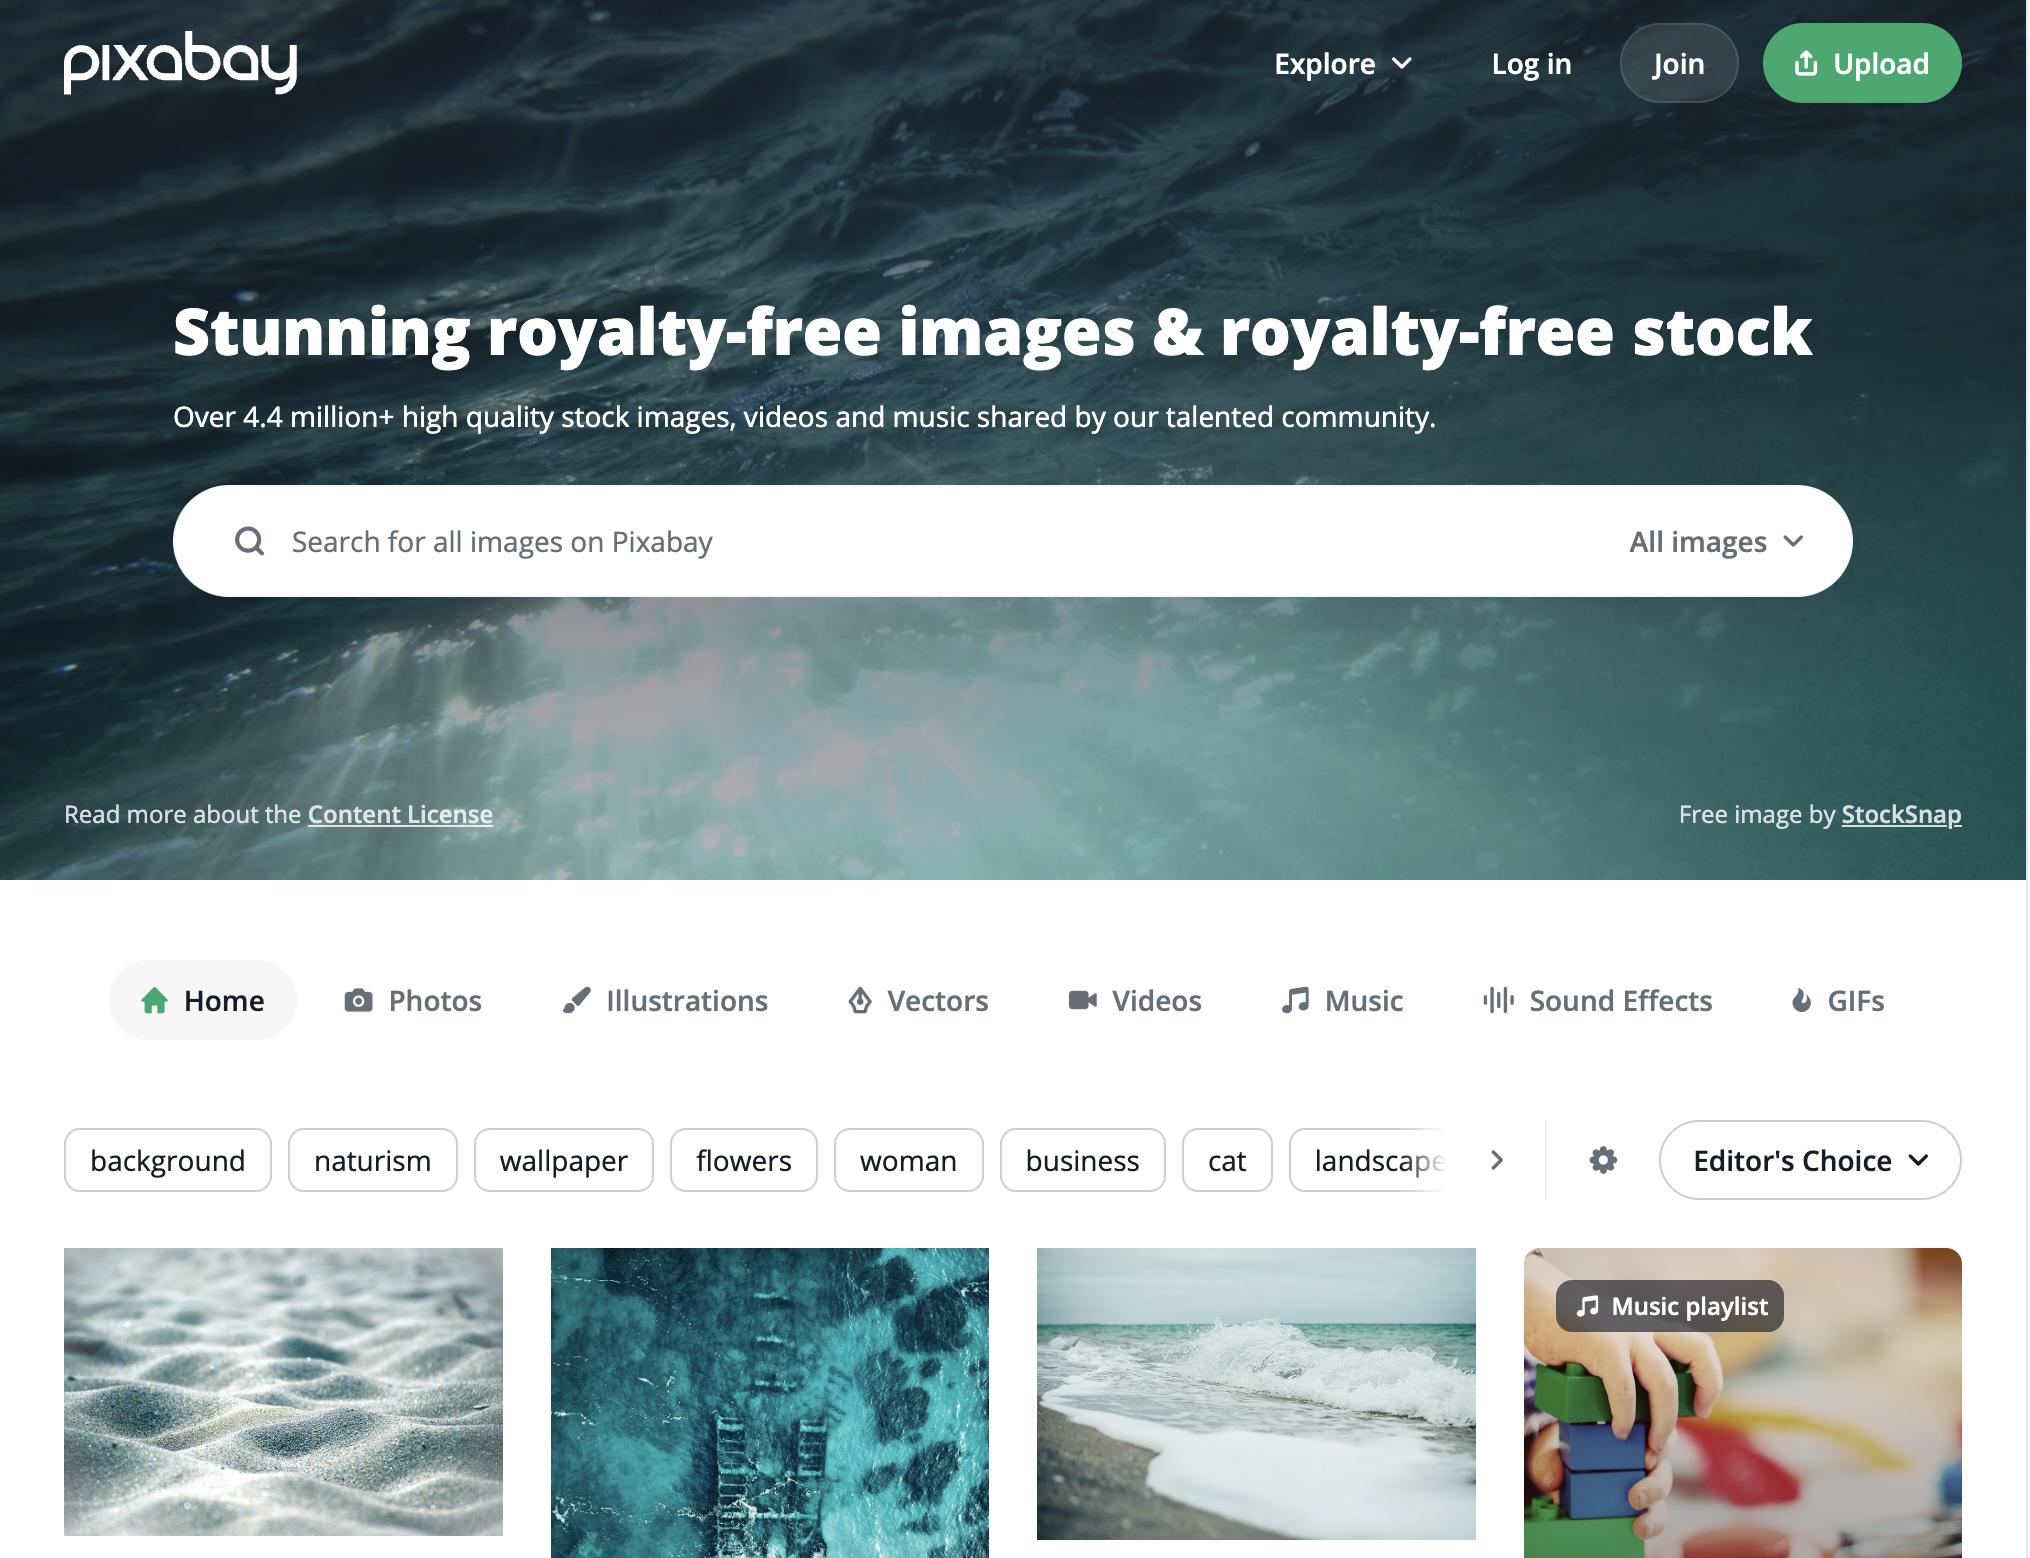 pixabay
Explore
Log in
Join
Upload
Stunning royalty-free images & royalty-free stock
Over 4.4 million+ high quality stock images, videos and music shared by our talented community.
Search for all images on Pixabay
All images
Read more about the Content License
Free image by StockSnap
Home
Photos
Illustrations
Vectors
Videos
Music
Sound Effects
GIFs
background
naturism
wallpaper
flowers
woman
business
cat
landscape
Editor's Choice
Music playlist